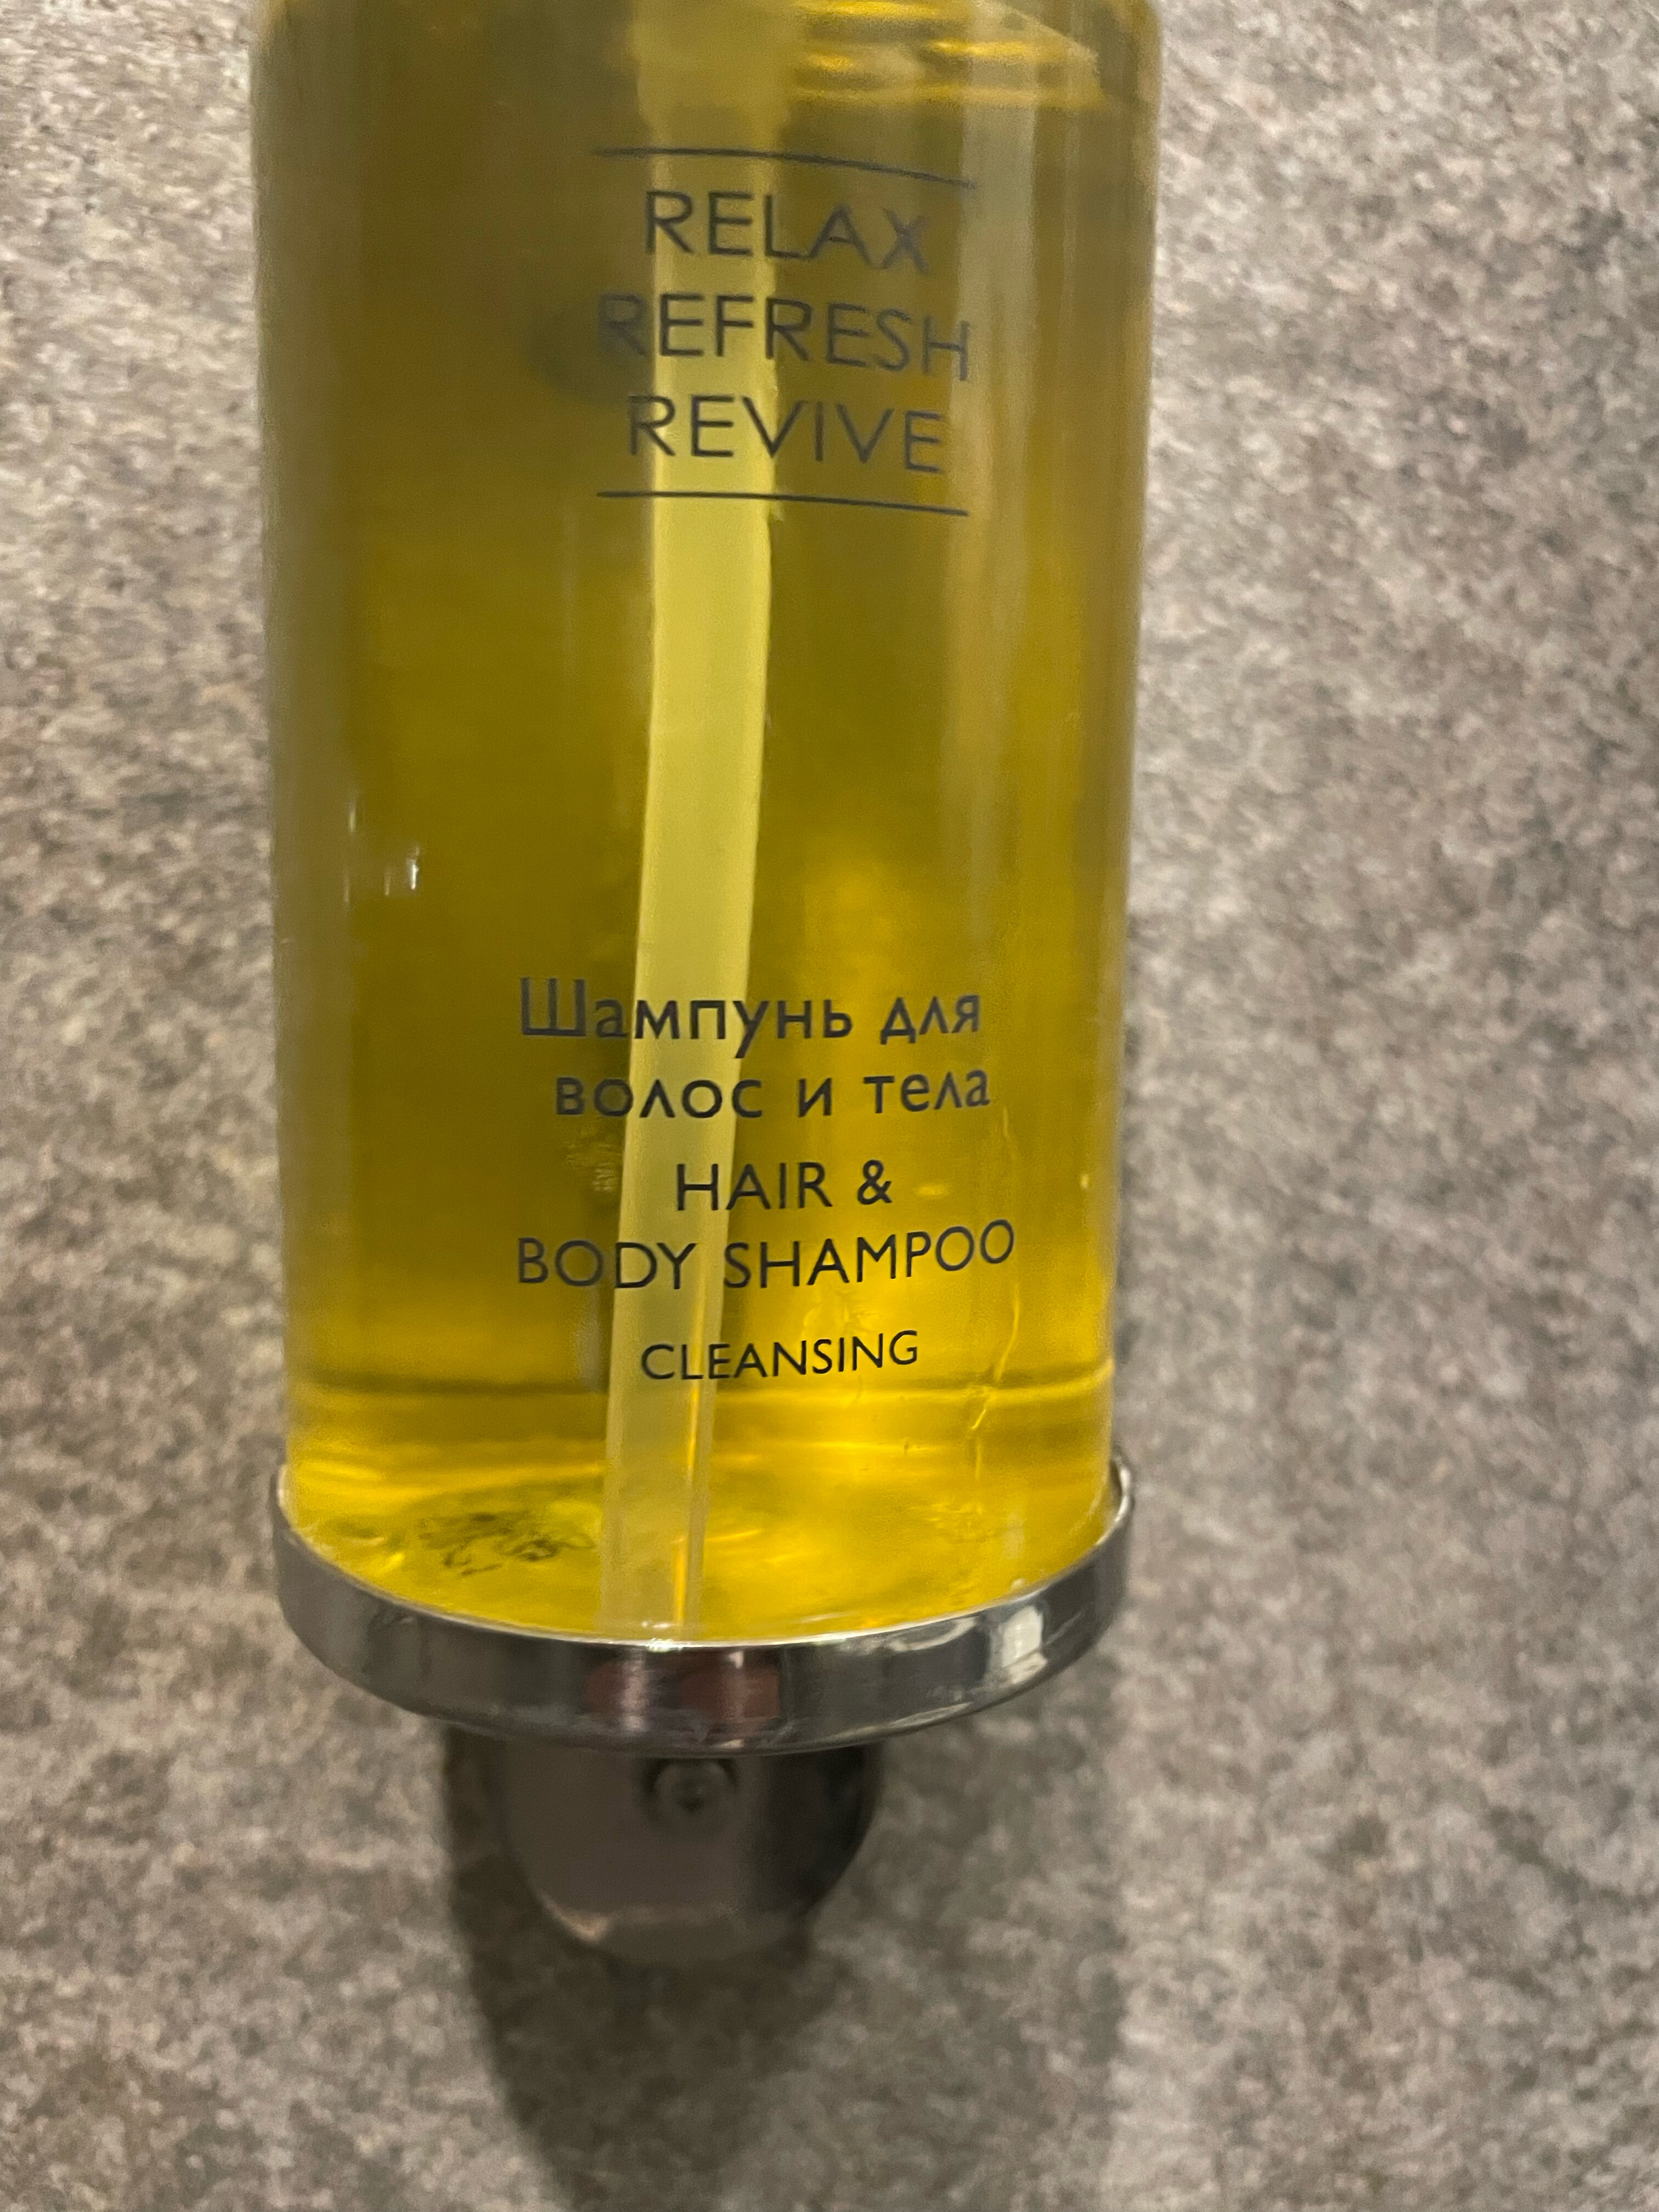 RELAX
REFRESH
REVIVE
Шампунь для
волос и тела
HAIR &
BODY SHAMPOO
CLEANSING